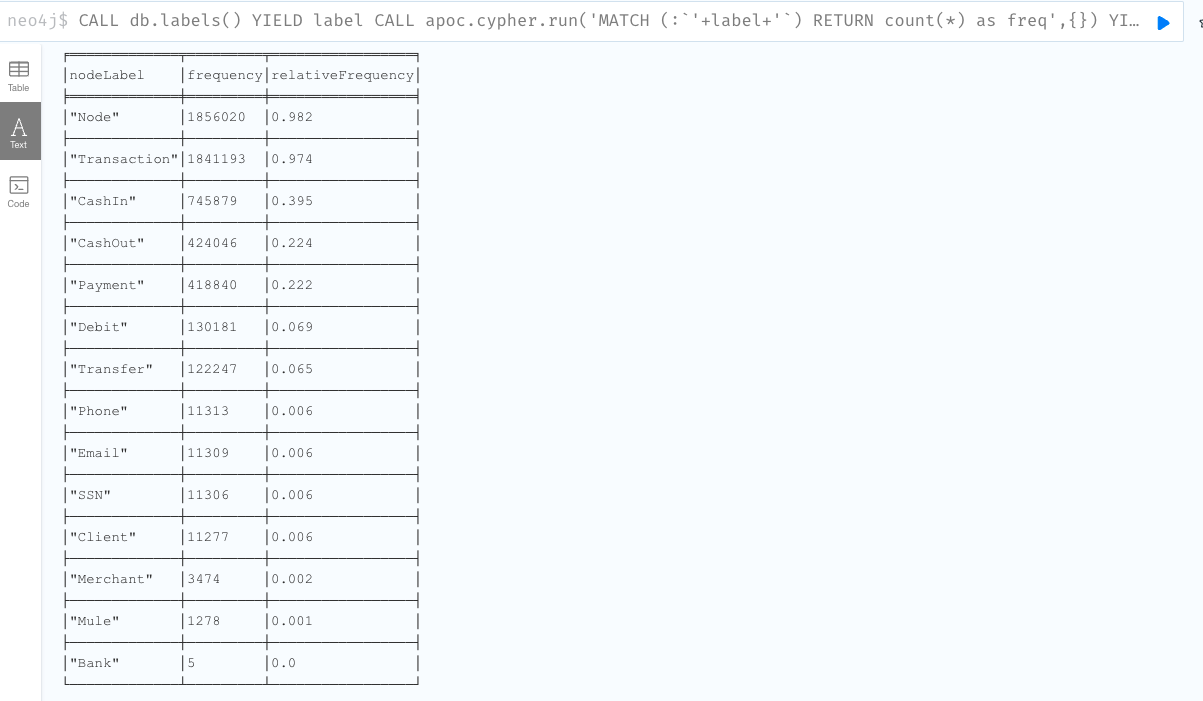 neo4j$ CALL db.labels() YIELD label CALL apoc.cypher.run('MATCH (:`'+label+'`) RETURN count(*) as freq',{}) YI…
Table
Text
Code
nodeLabel frequency relativeFrequency
"Node" 1856020 0.982
"Transaction" 1841193 0.974
"CashIn" 745879 0.395
"CashOut" 424046 0.224
"Payment" 418840 0.222
"Debit" 130181 0.069
"Transfer" 122247 0.065
"Phone" 11313 0.006
"Email" 11309 0.006
"SSN" 11306 0.006
"Client" 11277 0.006
"Merchant" 3474 0.002
"Mule" 1278 0.001
"Bank" 5 0.0